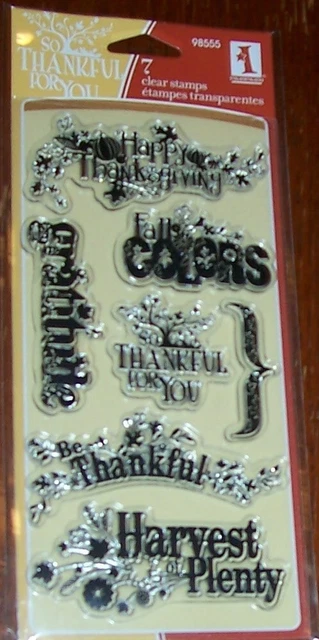 SO
THANKFUL
FOR YOU
98555
7
clear stamps
étampes transparentes
Happy
Thanksgiving
gratitude
Fall
colors
SO
THANKFUL
FOR YOU
Be
Thankful
Harvest
of Plenty